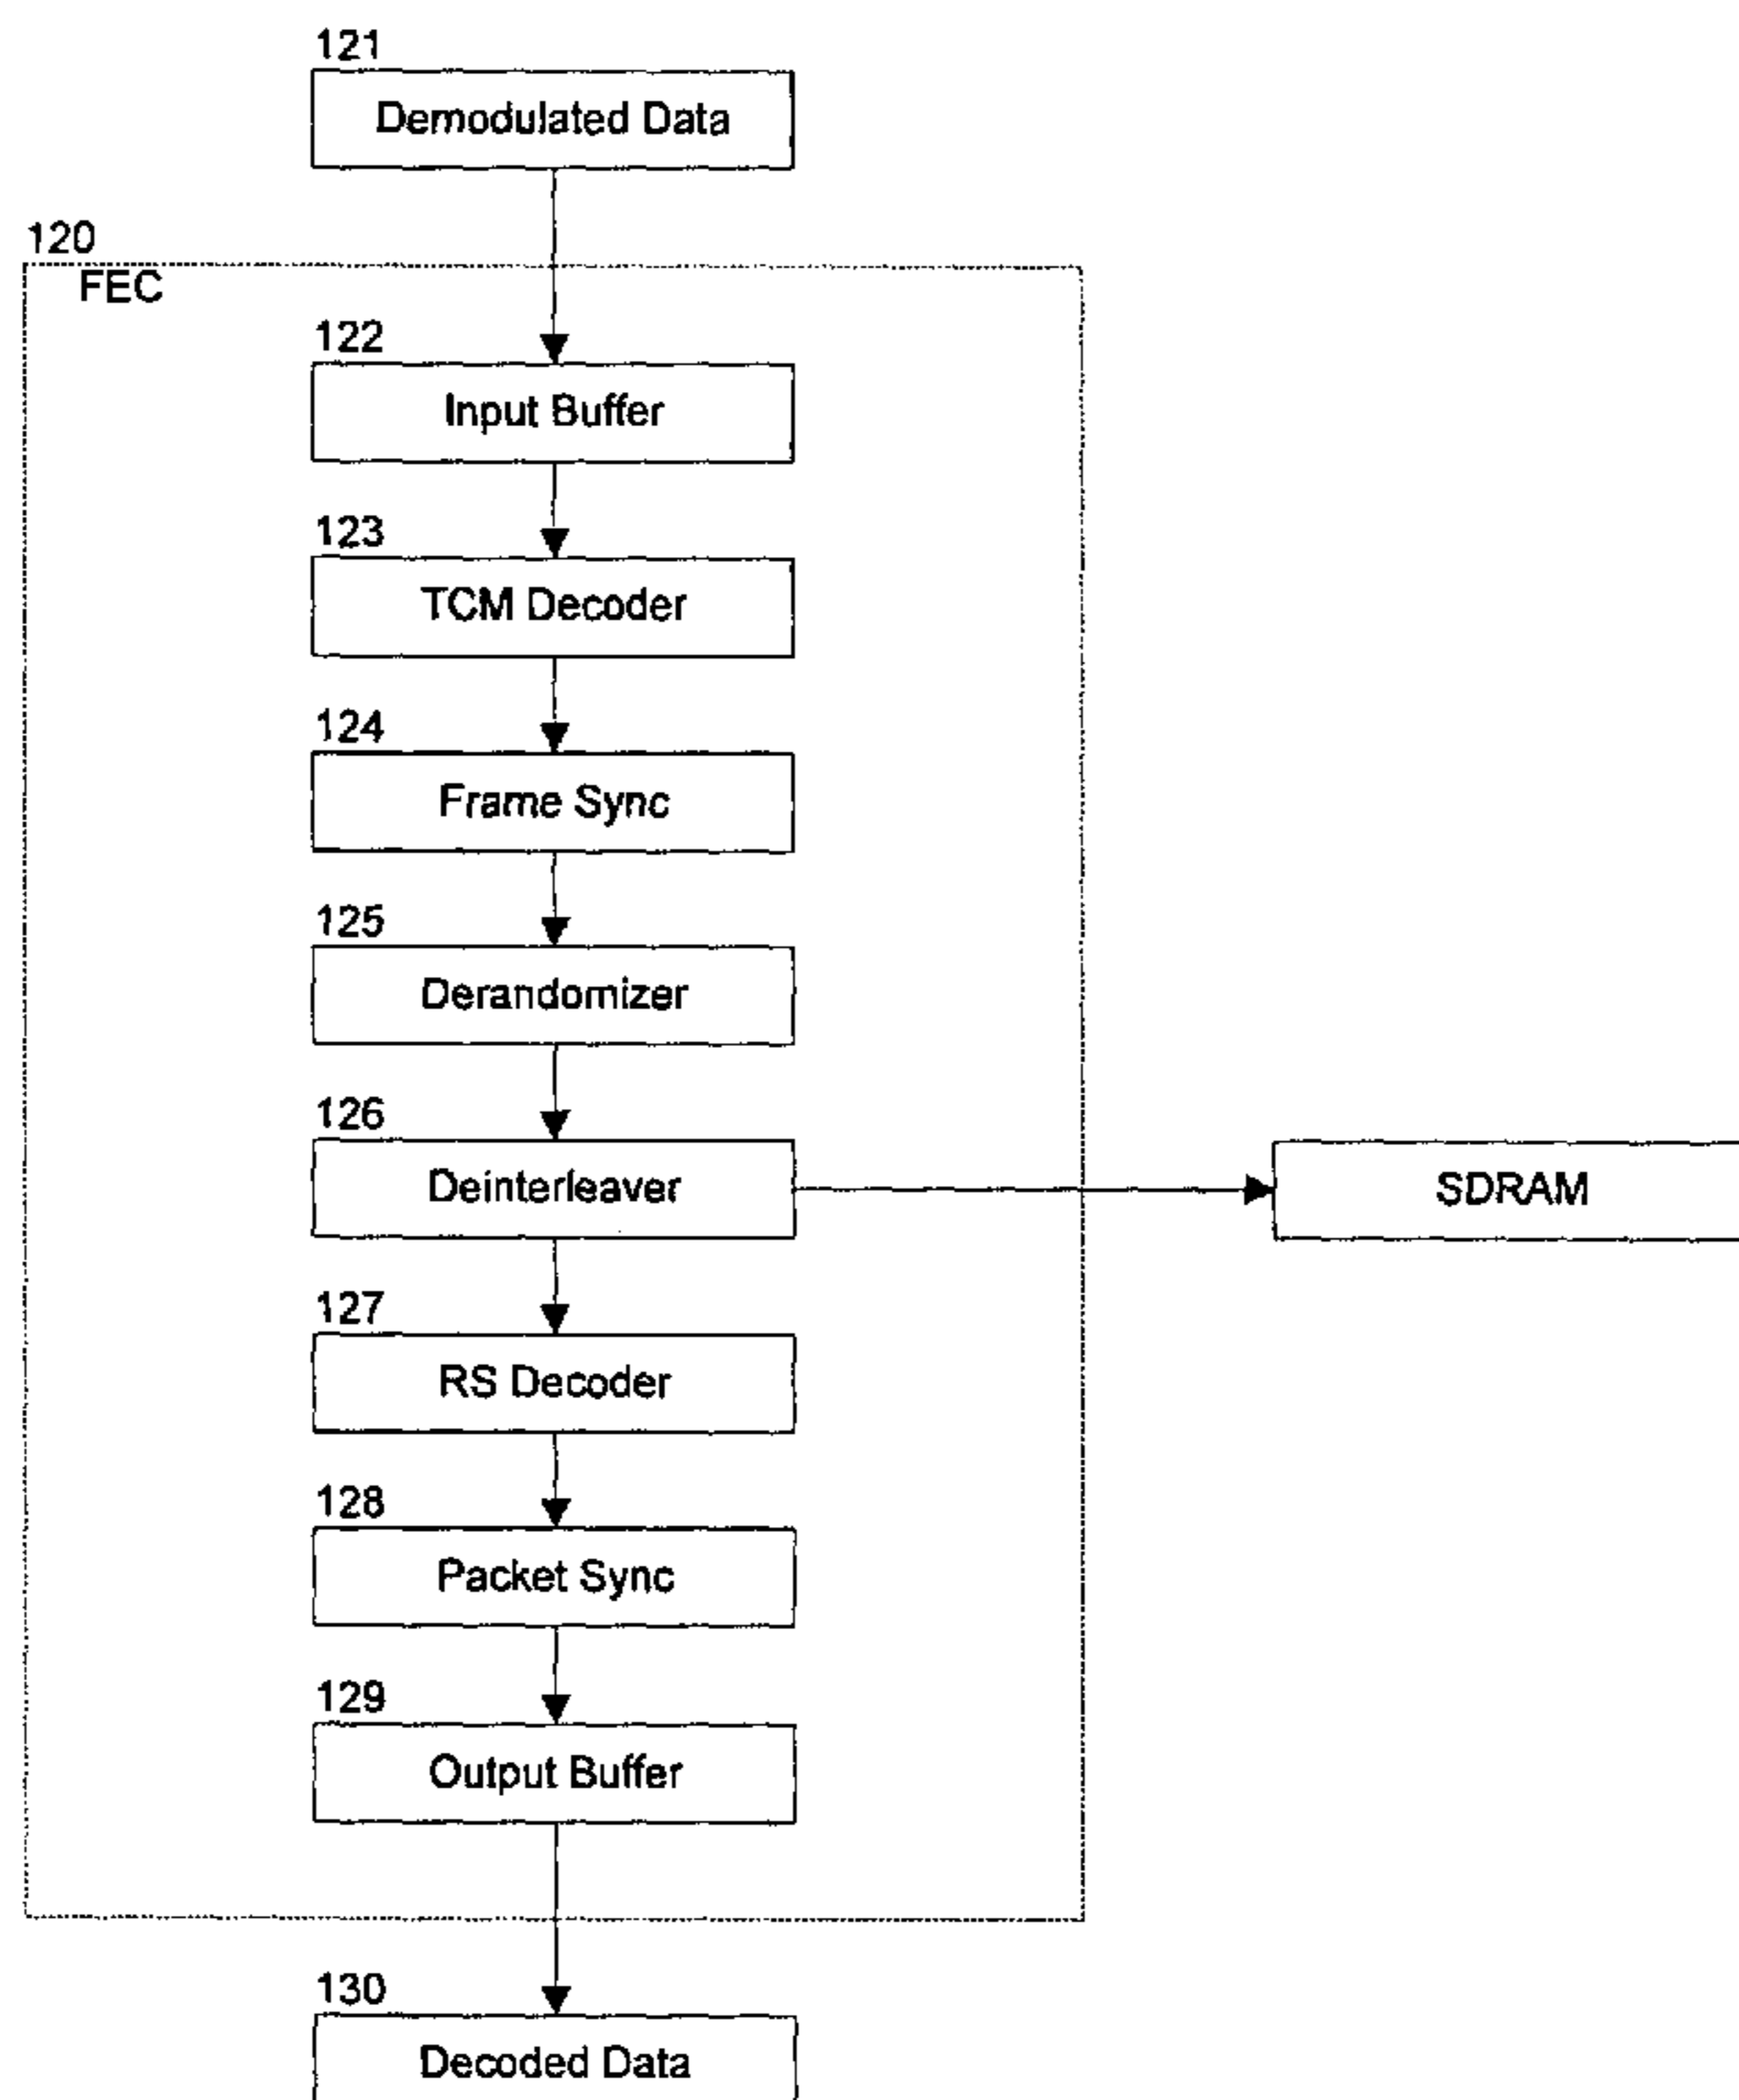 121
Demodulated Data
120
FEC
122
Input Buffer
123
TCM Decoder
124
Frame Sync
125
Derandomizer
126
Deinterleaver
SDRAM
127
RS Decoder
128
Packet Sync
129
Output Buffer
130
Decoded Data